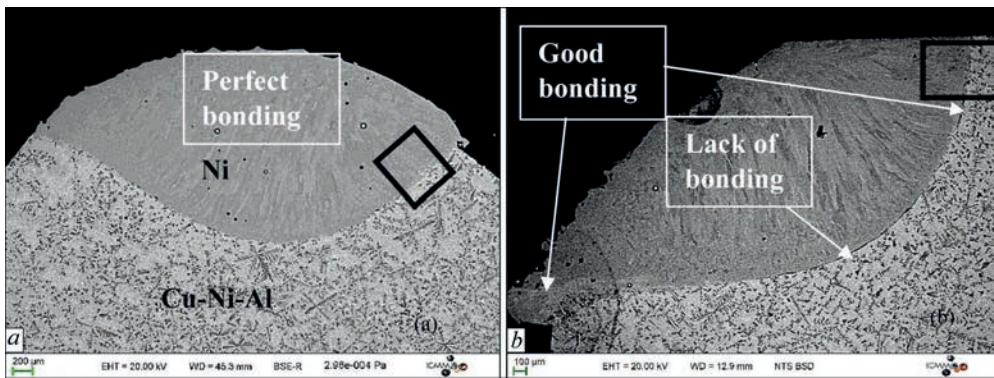 Perfect
bonding
Ni
Cu-Ni-Al
(a)
a
200 µm
EHT = 20.00 kV
WD = 45.3 mm
BSE-R
2.98e-004 Pa
ICMMO
Good
bonding
Lack of
bonding
(b)
b
100 µm
EHT = 20.00 kV
WD = 12.9 mm
NTS BSD
ICMMO